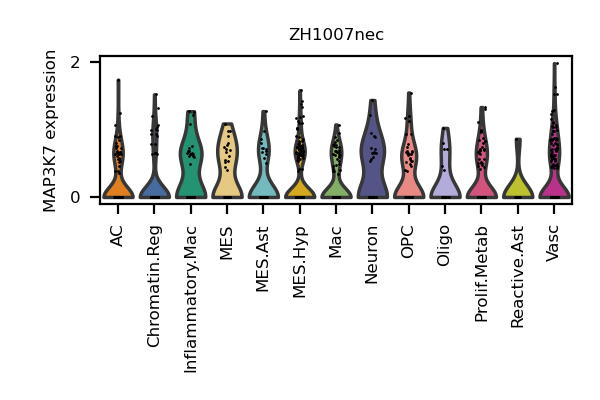 ZH1007nec
MAP3K7 expression
2
0
AC
Chromatin.Reg
Inflammatory.Mac
MES
MES.Ast
MES.Hyp
Mac
Neuron
OPC
Oligo
Prolif.Metab
Reactive.Ast
Vasc